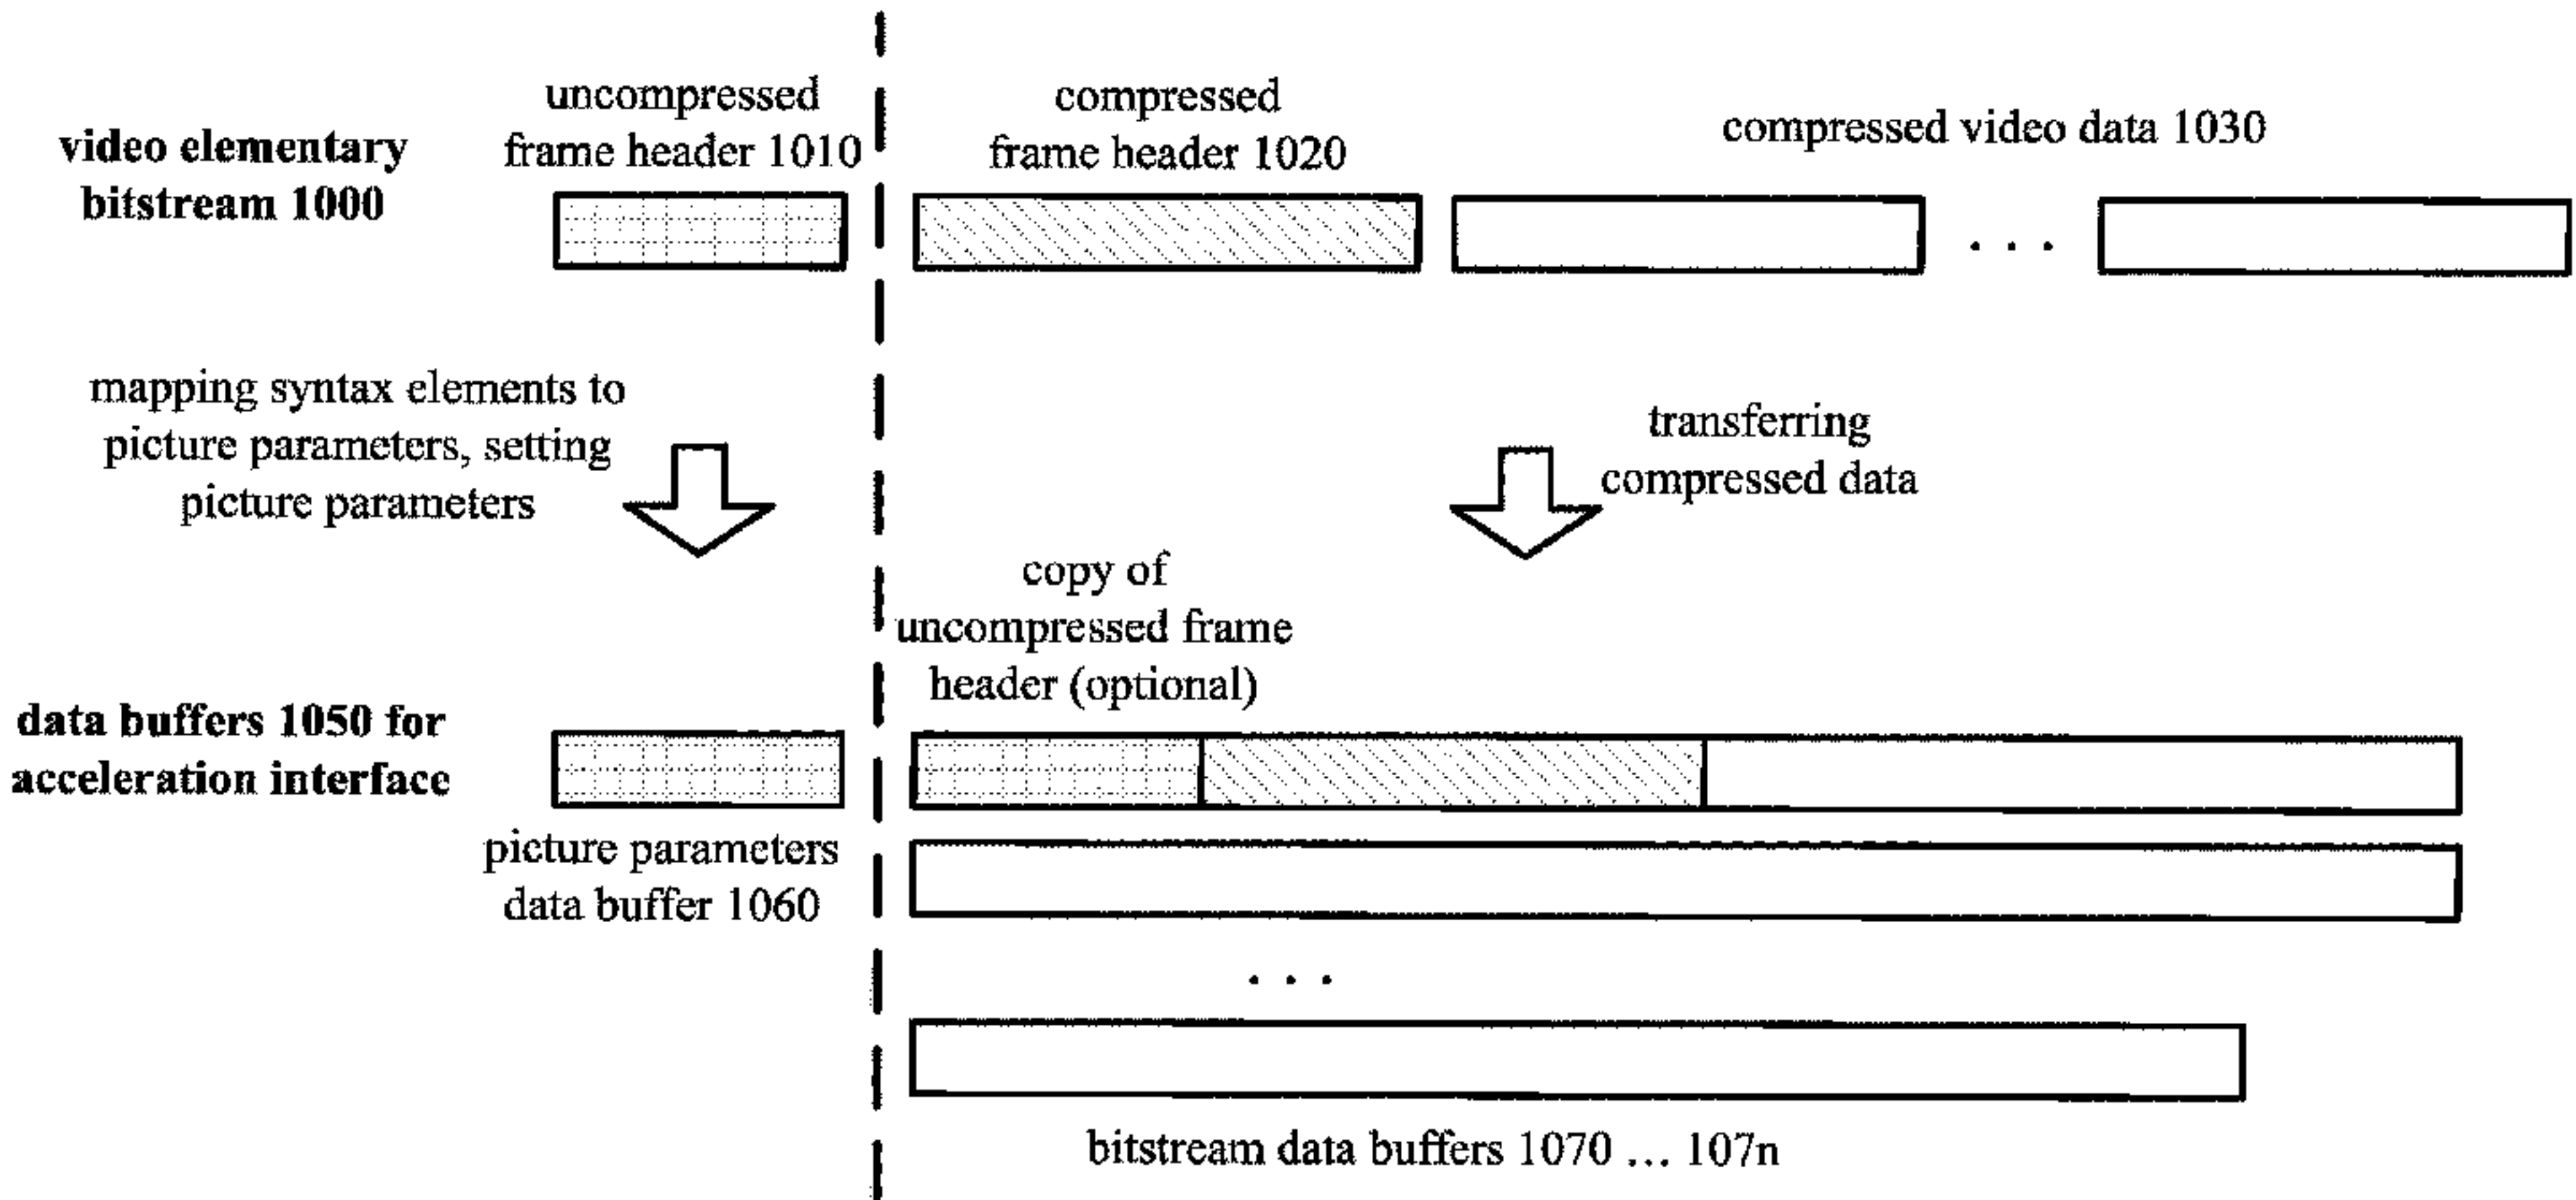 video elementary
bitstream 1000
uncompressed
frame header 1010
compressed
frame header 1020
compressed video data 1030
. . .
mapping syntax elements to
picture parameters, setting
picture parameters
transferring
compressed data
copy of
uncompressed frame
header (optional)
data buffers 1050 for
acceleration interface
picture parameters
data buffer 1060
. . .
bitstream data buffers 1070 ... 107n